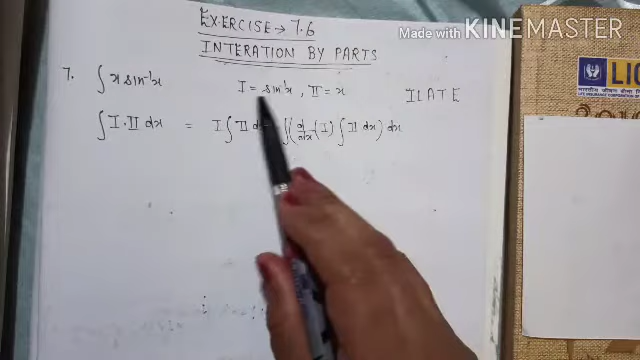 Made with KINEMASTER
EXERCISE → 7.6
INTERATION BY PARTS
LIC
7. ∫ x sin⁻¹x I = sin⁻¹x , II = x ILATE
∫ I · II dx = I ∫ II d ∫ ( d/dx (I) ∫ II dx ) dx